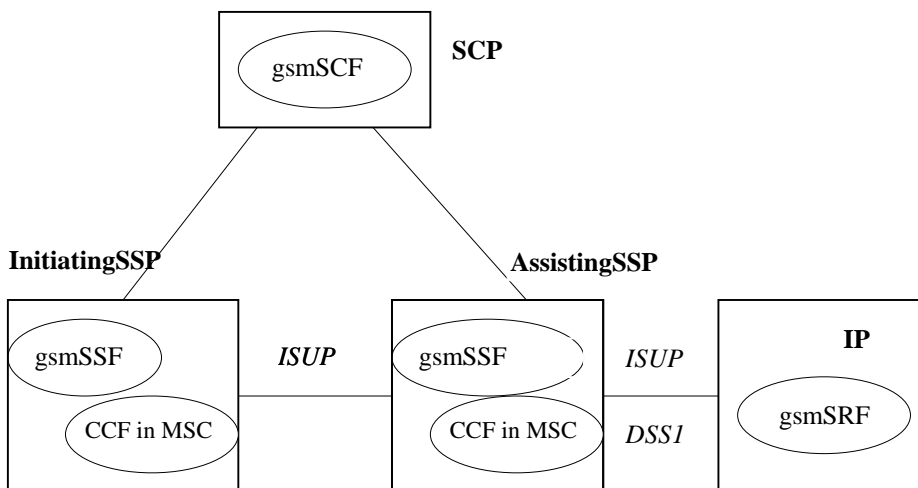 SCP
gsmSCF
InitiatingSSP
AssistingSSP
gsmSSF
ISUP
gsmSSF
ISUP
IP
CCF in MSC
CCF in MSC
DSS1
gsmSRF